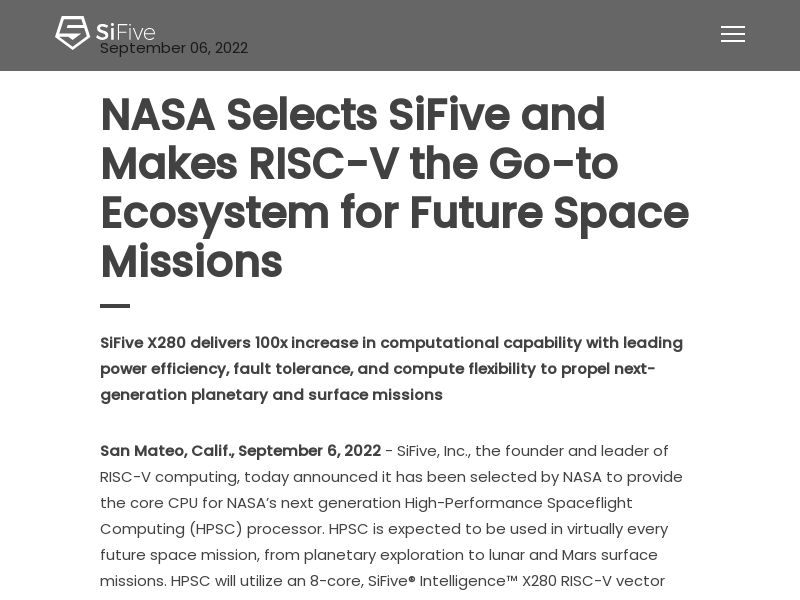 SiFive
September 06, 2022
NASA Selects SiFive and
Makes RISC-V the Go-to
Ecosystem for Future Space
Missions
SiFive X280 delivers 100x increase in computational capability with leading
power efficiency, fault tolerance, and compute flexibility to propel next-
generation planetary and surface missions
San Mateo, Calif., September 6, 2022 - SiFive, Inc., the founder and leader of
RISC-V computing, today announced it has been selected by NASA to provide
the core CPU for NASA’s next generation High-Performance Spaceflight
Computing (HPSC) processor. HPSC is expected to be used in virtually every
future space mission, from planetary exploration to lunar and Mars surface
missions. HPSC will utilize an 8-core, SiFive® Intelligence™ X280 RISC-V vector